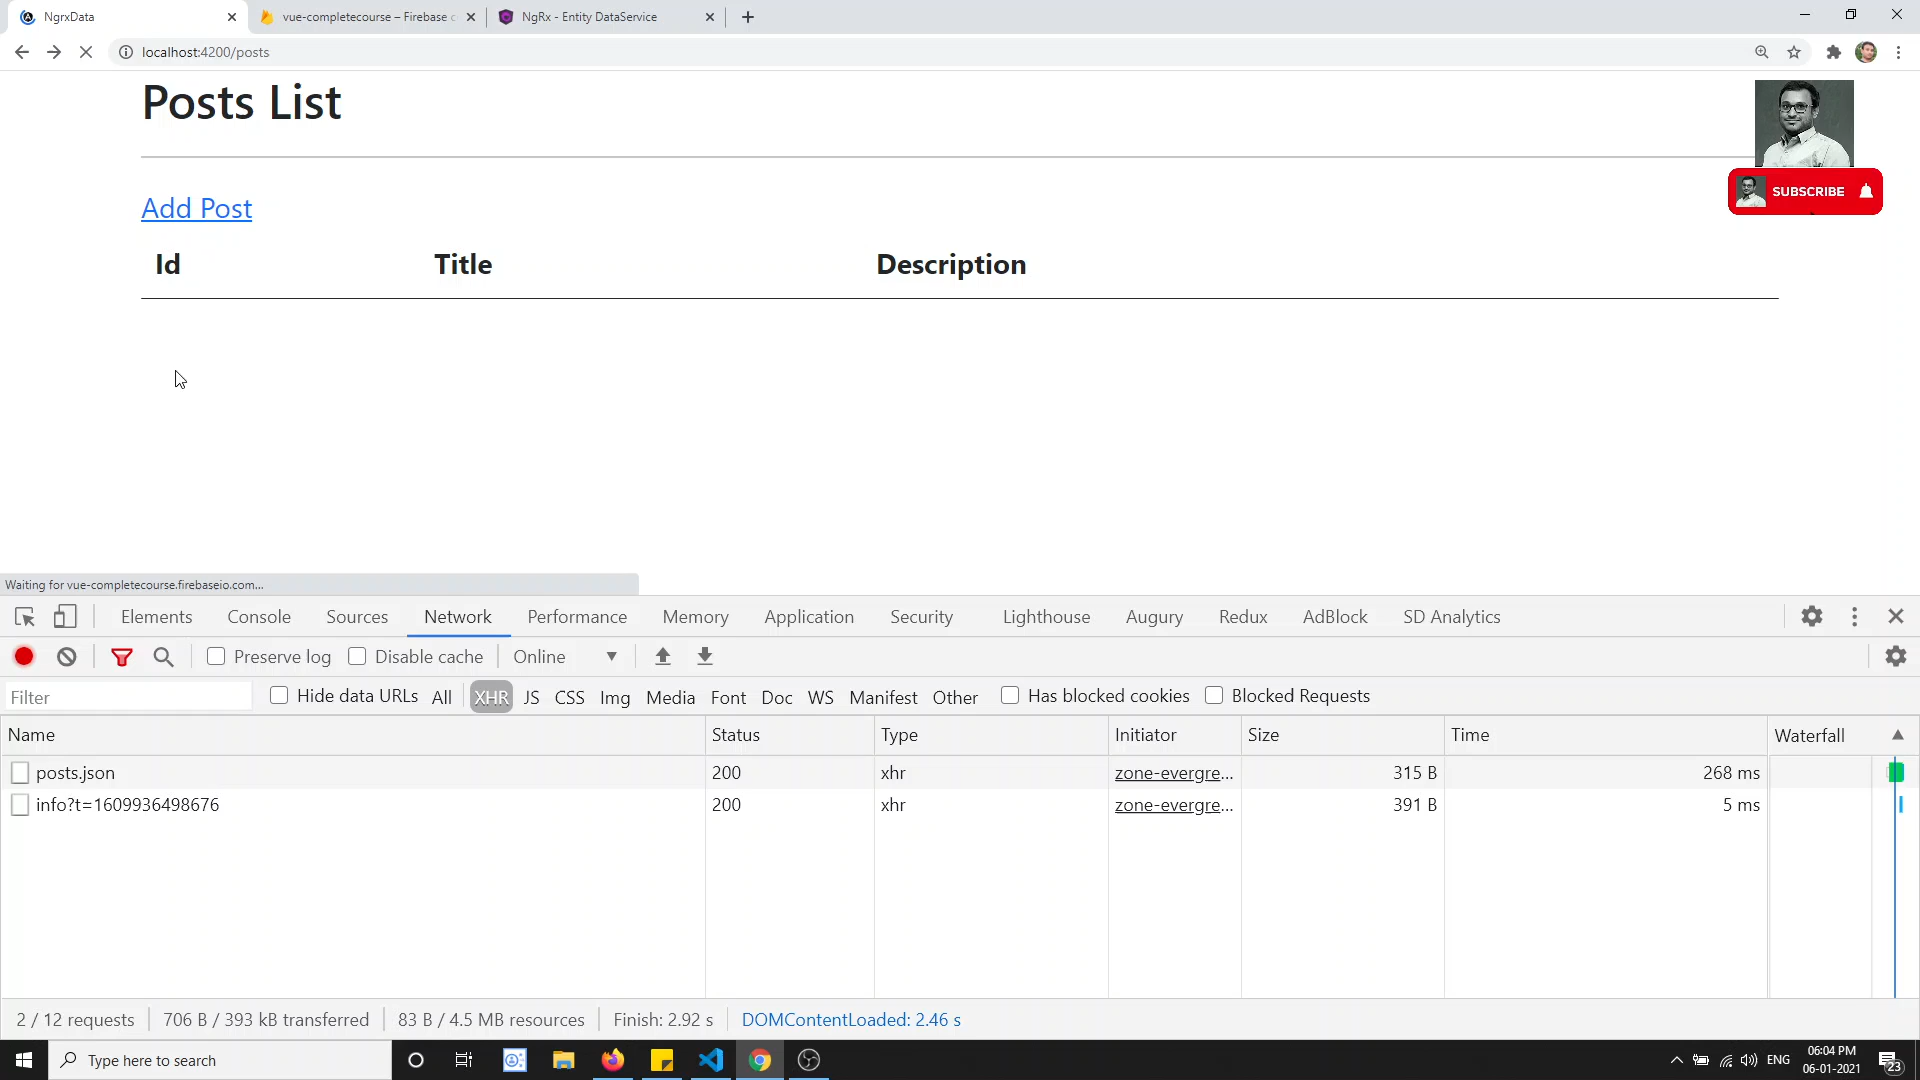 NgrxData
vue-completecourse – Firebase c
NgRx - Entity DataService
localhost:4200/posts
Posts List
SUBSCRIBE
Add Post
Id Title Description
Waiting for vue-completecourse.firebaseio.com...
Elements Console Sources Network Performance Memory Application Security Lighthouse Augury Redux AdBlock SD Analytics
Preserve log Disable cache Online
Filter Hide data URLs All XHR JS CSS Img Media Font Doc WS Manifest Other Has blocked cookies Blocked Requests
Name Status Type Initiator Size Time Waterfall
posts.json 200 xhr zone-evergre... 315 B 268 ms
info?t=1609936498676 200 xhr zone-evergre... 391 B 5 ms
2 / 12 requests 706 B / 393 kB transferred 83 B / 4.5 MB resources Finish: 2.92 s DOMContentLoaded: 2.46 s
Type here to search
ENG
06:04 PM
06-01-2021
23